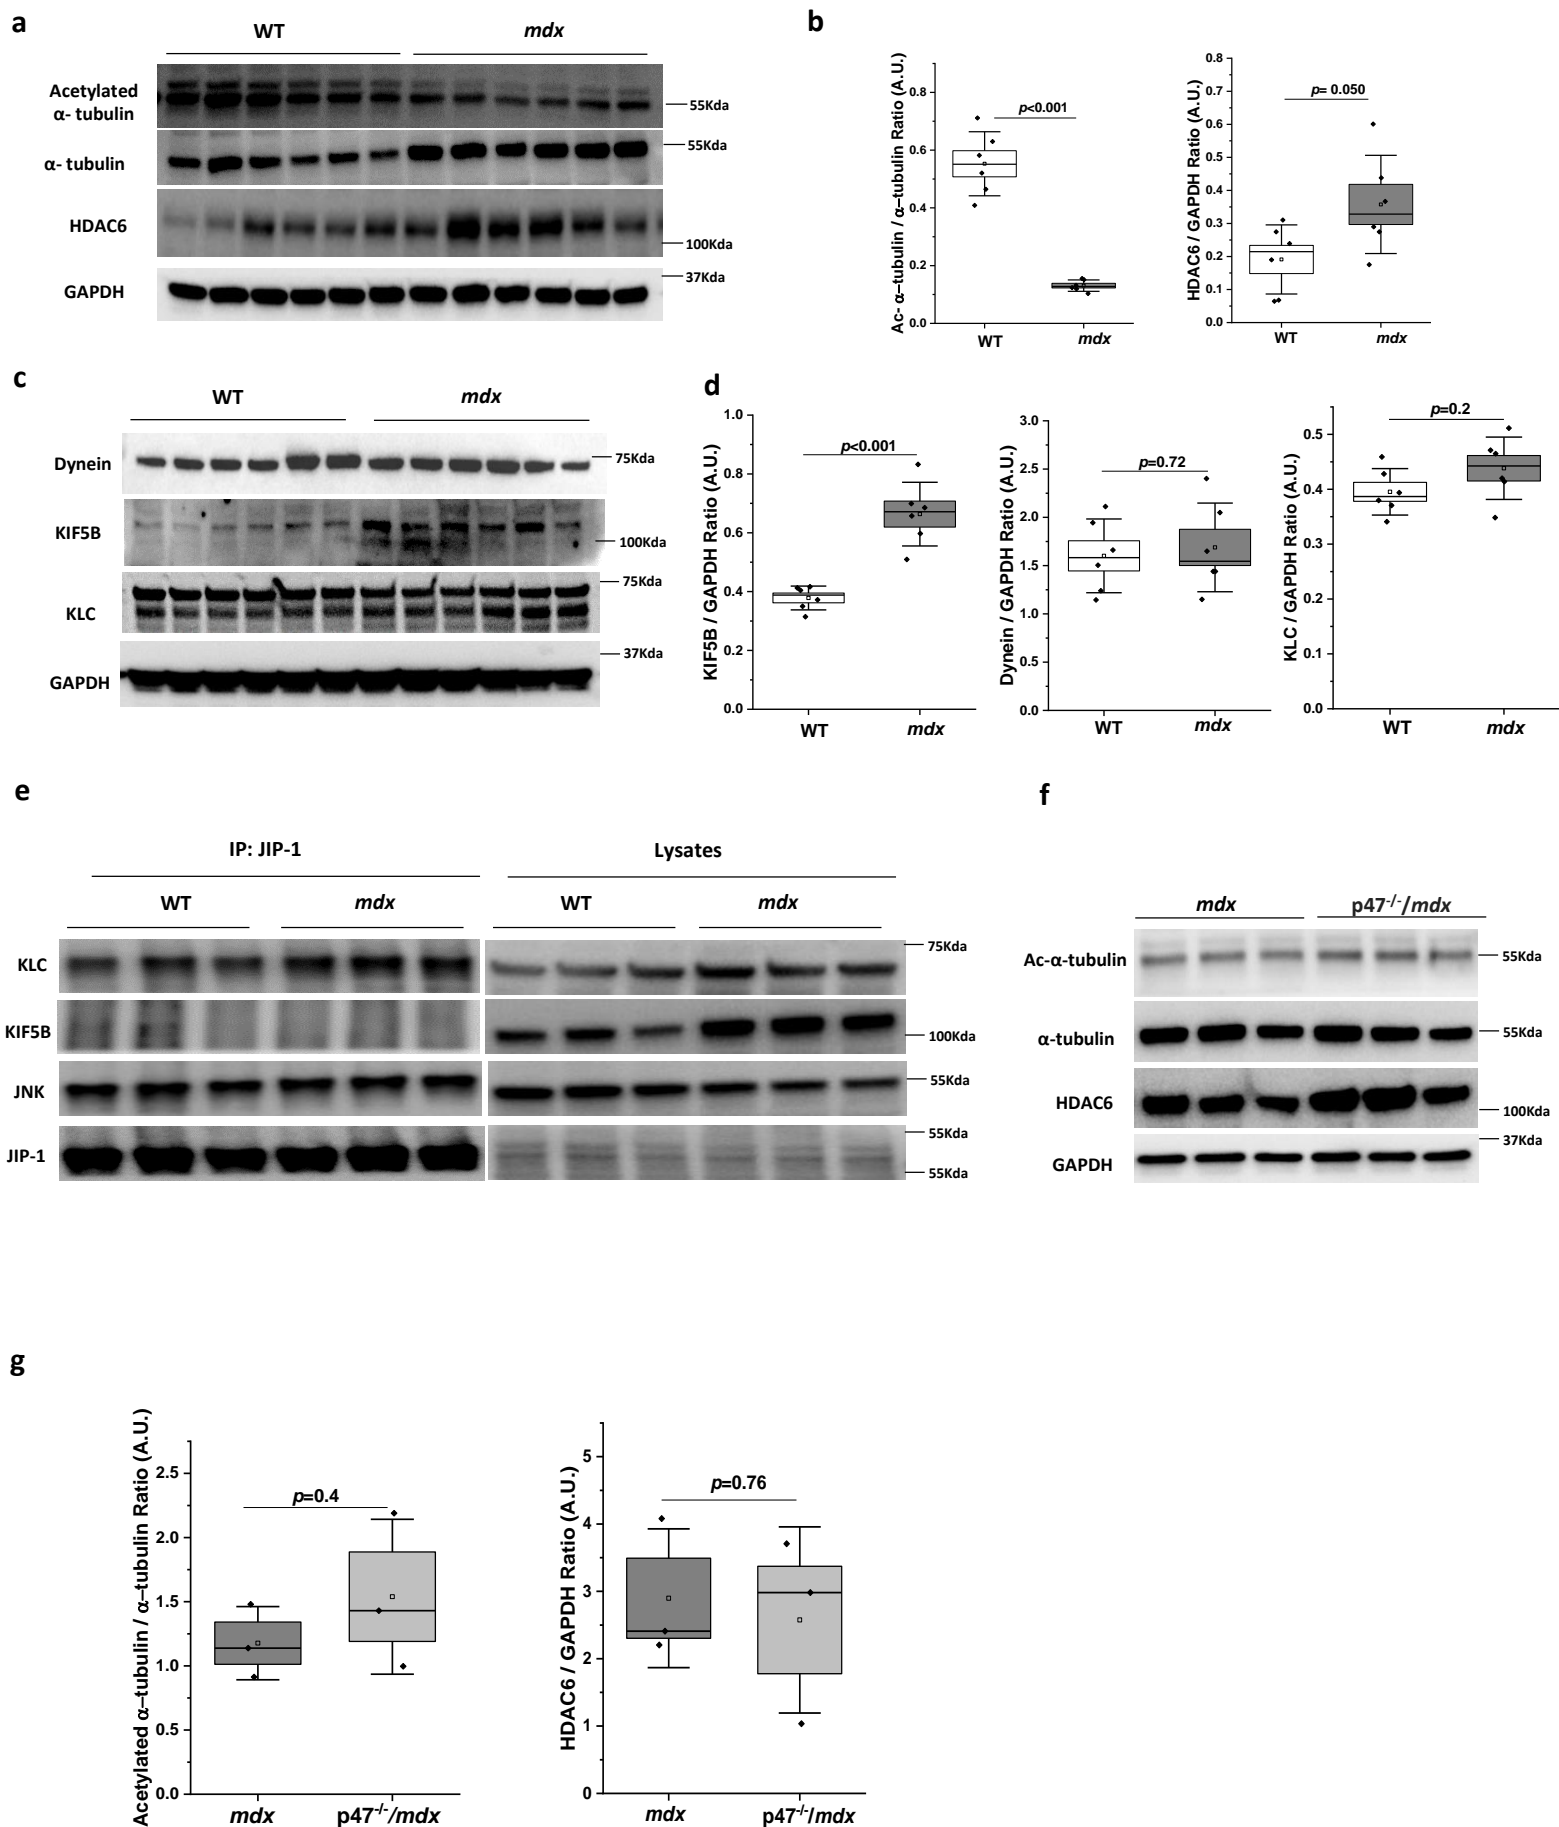 a
WT
mdx
Acetylated
α- tubulin
55Kda
α- tubulin
55Kda
HDAC6
100Kda
GAPDH
37Kda
b
Ac- α–tubulin / α–tubulin Ratio (A.U.)
0.8
0.6
0.4
0.2
0.0
p<0.001
WT
mdx
HDAC6 / GAPDH Ratio (A.U.)
0.8
0.7
0.6
0.5
0.4
0.3
0.2
0.1
0.0
p= 0.050
WT
mdx
c
WT
mdx
Dynein
75Kda
KIF5B
100Kda
KLC
75Kda
GAPDH
37Kda
d
KIF5B / GAPDH Ratio (A.U.)
1.0
0.8
0.6
0.4
0.2
0.0
p<0.001
WT
mdx
Dynein / GAPDH Ratio (A.U.)
3.0
2.5
2.0
1.5
1.0
0.5
0.0
p=0.72
WT
mdx
KLC / GAPDH Ratio (A.U.)
0.5
0.4
0.3
0.2
0.1
0.0
p=0.2
WT
mdx
e
IP: JIP-1
Lysates
WT
mdx
WT
mdx
KLC
75Kda
KIF5B
100Kda
JNK
55Kda
JIP-1
55Kda
55Kda
f
mdx
p47-/-/mdx
Ac-α-tubulin
55Kda
α-tubulin
55Kda
HDAC6
100Kda
GAPDH
37Kda
g
Acetylated α–tubulin / α–tubulin Ratio (A.U.)
2.5
2.0
1.5
1.0
0.5
0.0
p=0.4
mdx
p47-/-/mdx
HDAC6 / GAPDH Ratio (A.U.)
5
4
3
2
1
0
p=0.76
mdx
p47-/-/mdx